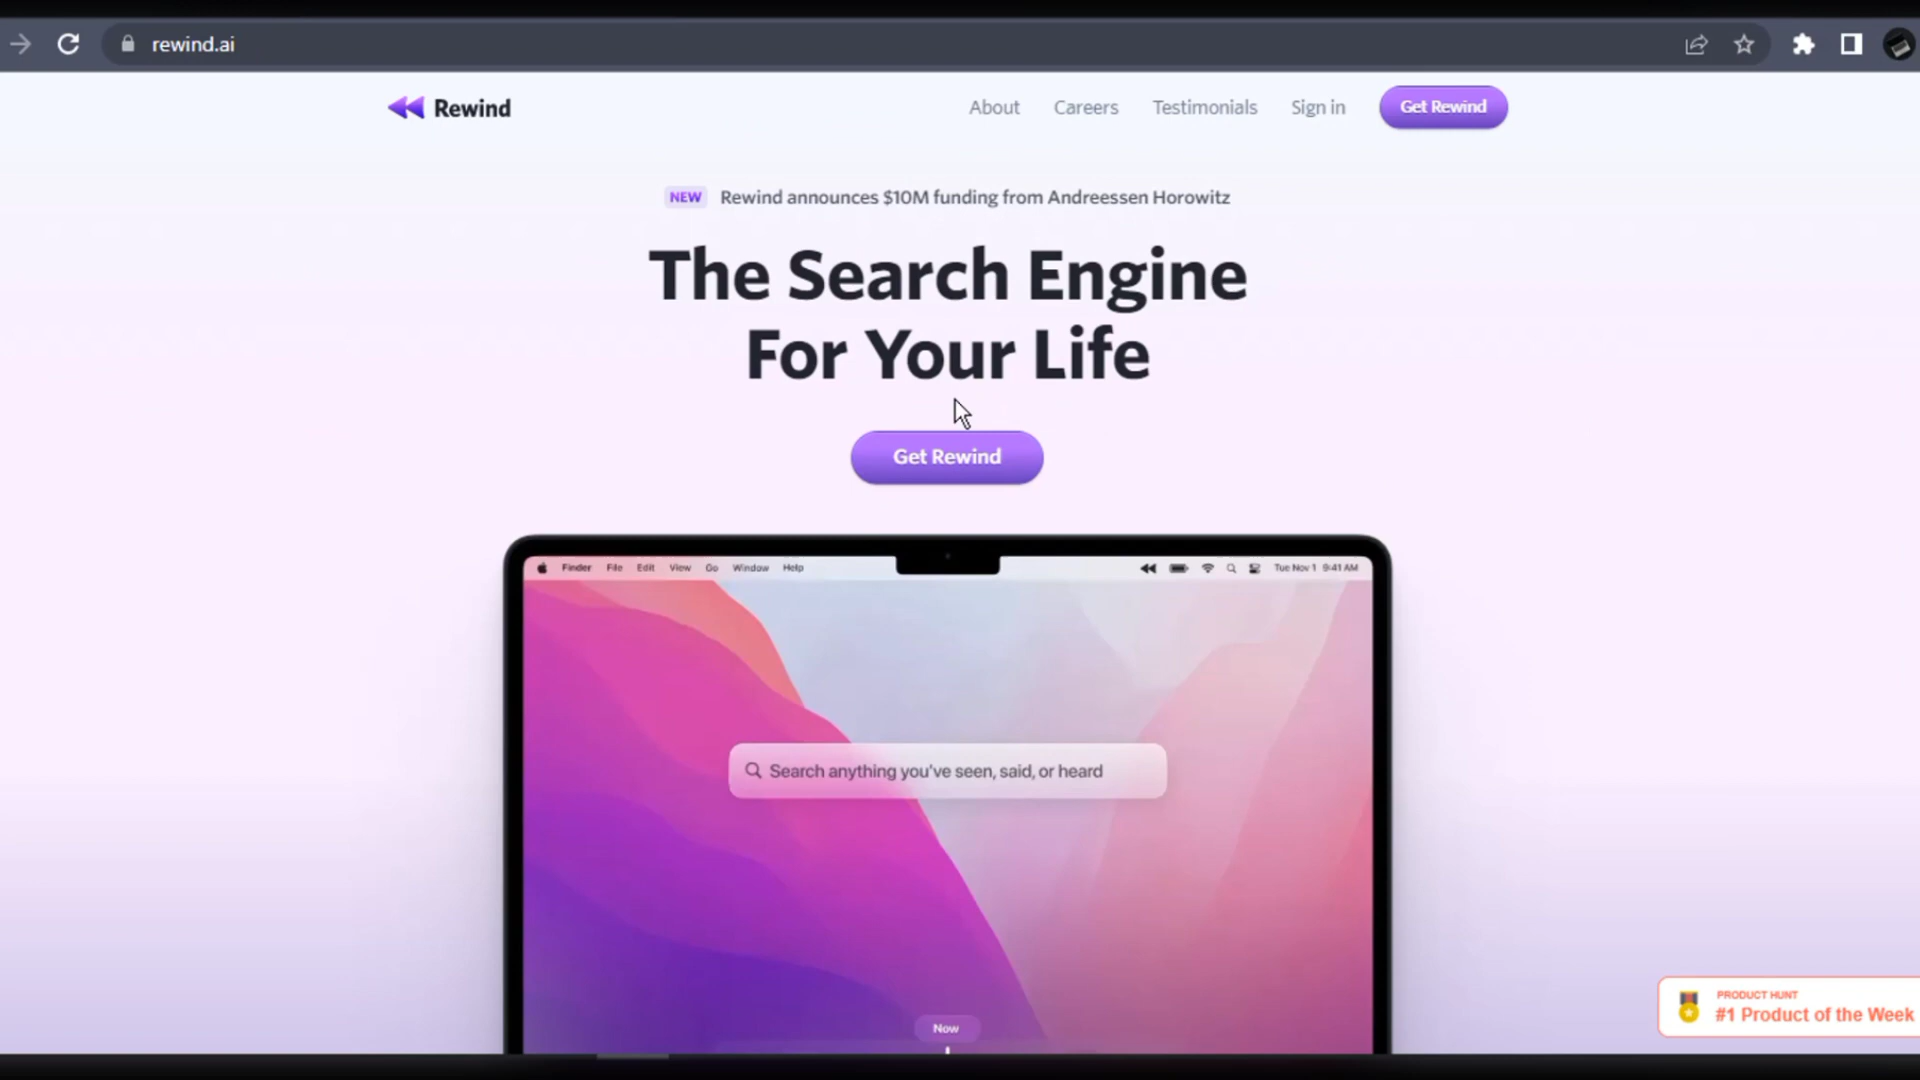 rewind.ai
Rewind
About Careers Testimonials Sign in Get Rewind
NEW Rewind announces $10M funding from Andreessen Horowitz
The Search Engine
For Your Life
Get Rewind
Finder File Edit View Go Window Help Tue Nov 1 9:41 AM
Search anything you've seen, said, or heard
Now
PRODUCT HUNT
#1 Product of the Week